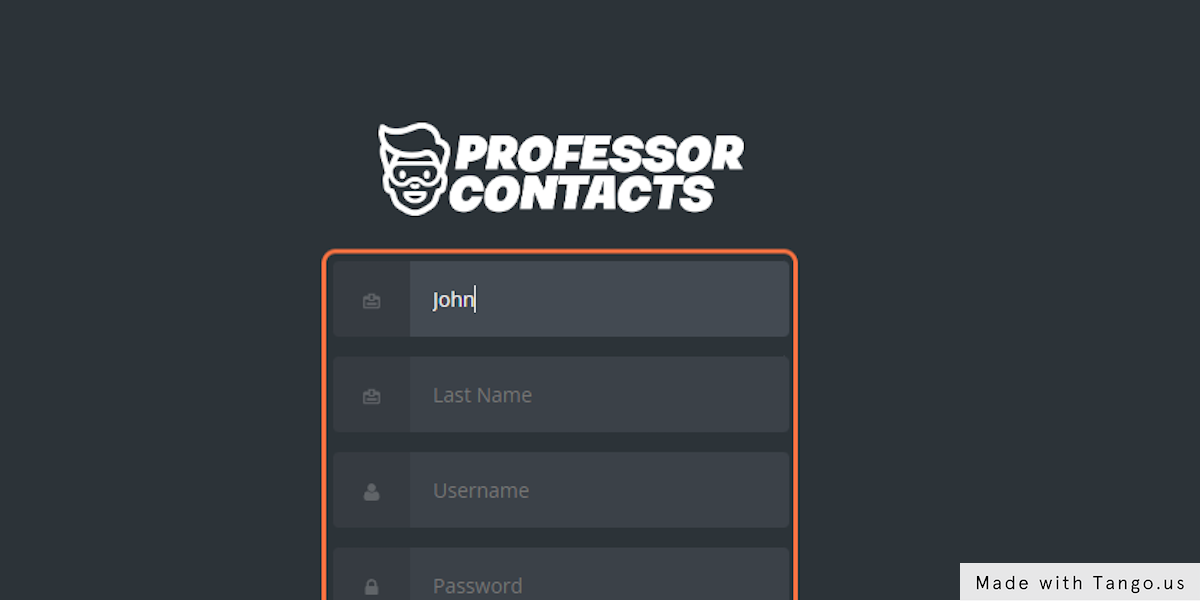 PROFESSOR
CONTACTS
John
Last Name
Username
Password
Made with Tango.us